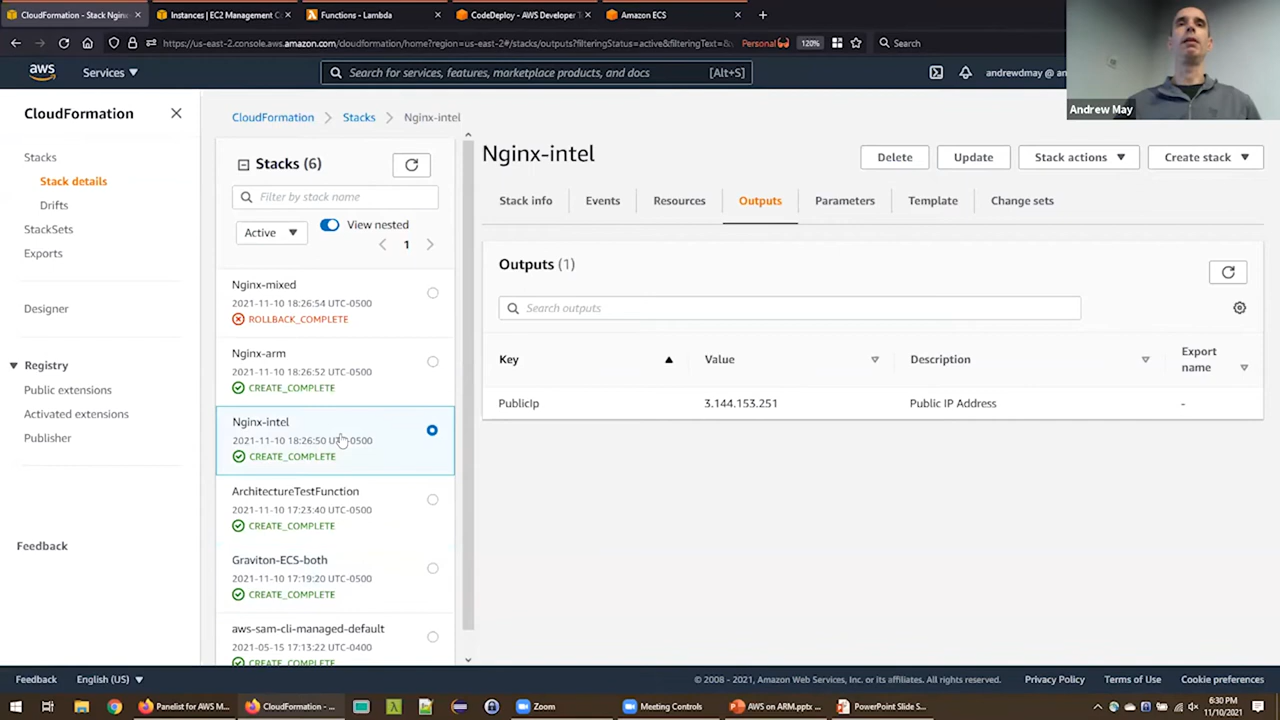 CloudFormation - Stack Ngin
Instances | EC2 Management C
Functions - Lambda
CodeDeploy - AWS Developer T
Amazon ECS
https://us-east-2.console.aws.amazon.com/cloudformation/home?region=us-east-2#/stacks/outputs?filteringStatus=active&filteringText=&
Personal
120%
Search
aws
Services
Search for services, features, marketplace products, and docs
[Alt+S]
andrewdmay @ an
Andrew May
CloudFormation
Stacks
Stack details
Drifts
StackSets
Exports
Designer
Registry
Public extensions
Activated extensions
Publisher
Feedback
CloudFormation
Stacks
Nginx-intel
Stacks (6)
Filter by stack name
Active
View nested
1
Nginx-mixed
2021-11-10 18:26:54 UTC-0500
ROLLBACK_COMPLETE
Nginx-arm
2021-11-10 18:26:52 UTC-0500
CREATE_COMPLETE
Nginx-intel
2021-11-10 18:26:50 UTC-0500
CREATE_COMPLETE
ArchitectureTestFunction
2021-11-10 17:23:40 UTC-0500
CREATE_COMPLETE
Graviton-ECS-both
2021-11-10 17:19:20 UTC-0500
CREATE_COMPLETE
aws-sam-cli-managed-default
2021-05-15 17:13:22 UTC-0400
CREATE_COMPLETE
Nginx-intel
Delete
Update
Stack actions
Create stack
Stack info
Events
Resources
Outputs
Parameters
Template
Change sets
Outputs (1)
Search outputs
Key
Value
Description
Export name
PublicIp
3.144.153.251
Public IP Address
-
Feedback
English (US)
© 2008 - 2021, Amazon Web Services, Inc. or its affiliates. All rights reserved.
Privacy Policy
Terms of Use
Cookie preferences
Panelist for AWS M...
CloudFormation - ...
Zoom
Meeting Controls
AWS on ARM.pptx - ...
PowerPoint Slide S...
6:30 PM
11/10/2021